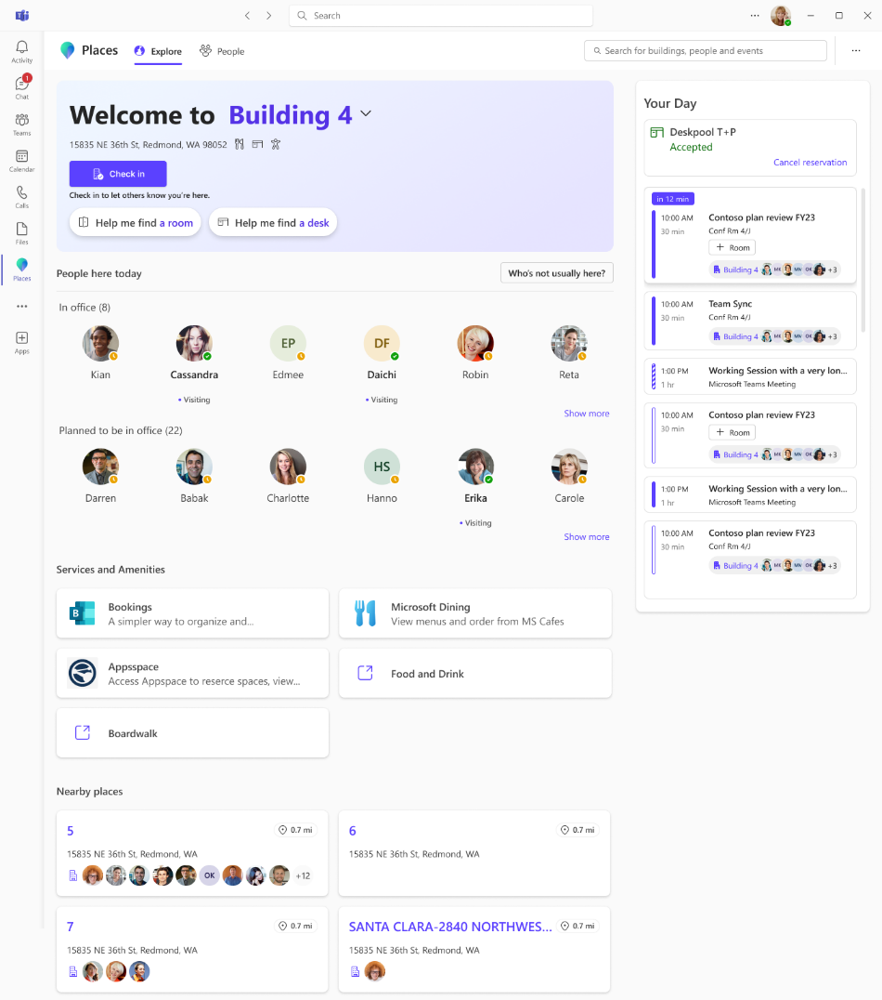 Search
Activity
1
Chat
Teams
Calendar
Calls
Files
Places
Apps
Places
Explore
People
Search for buildings, people and events
Welcome to Building 4
15835 NE 36th St, Redmond, WA 98052
Check in
Check in to let others know you're here.
Help me find a room
Help me find a desk
People here today
Who's not usually here?
In office (8)
Kian
Cassandra
• Visiting
EP
Edmee
DF
Daichi
• Visiting
Robin
Reta
Show more
Planned to be in office (22)
Darren
Babak
Charlotte
HS
Hanno
Erika
• Visiting
Carole
Show more
Services and Amenities
Bookings
A simpler way to organize and...
Microsoft Dining
View menus and order from MS Cafes
Appsspace
Access Appspace to reserce spaces, view...
Food and Drink
Boardwalk
Nearby places
5
0.7 mi
15835 NE 36th St, Redmond, WA
OK
+12
6
0.7 mi
15835 NE 36th St, Redmond, WA
7
0.7 mi
15835 NE 36th St, Redmond, WA
SANTA CLARA-2840 NORTHWES...
0.7 mi
15835 NE 36th St, Redmond, WA
Your Day
Deskpool T+P
Accepted
Cancel reservation
in 12 min
10:00 AM
30 min
Contoso plan review FY23
Conf Rm 4/J
+ Room
Building 4 MK MV OK +3
10:00 AM
30 min
Team Sync
Conf Rm 4/J
Building 4 MK MV OK +3
1:00 PM
1 hr
Working Session with a very lon...
Microsoft Teams Meeting
10:00 AM
30 min
Contoso plan review FY23
+ Room
Building 4 MK MV OK +3
1:00 PM
1 hr
Working Session with a very lon...
Microsoft Teams Meeting
10:00 AM
30 min
Contoso plan review FY23
Conf Rm 4/J
Building 4 MK MV OK +3